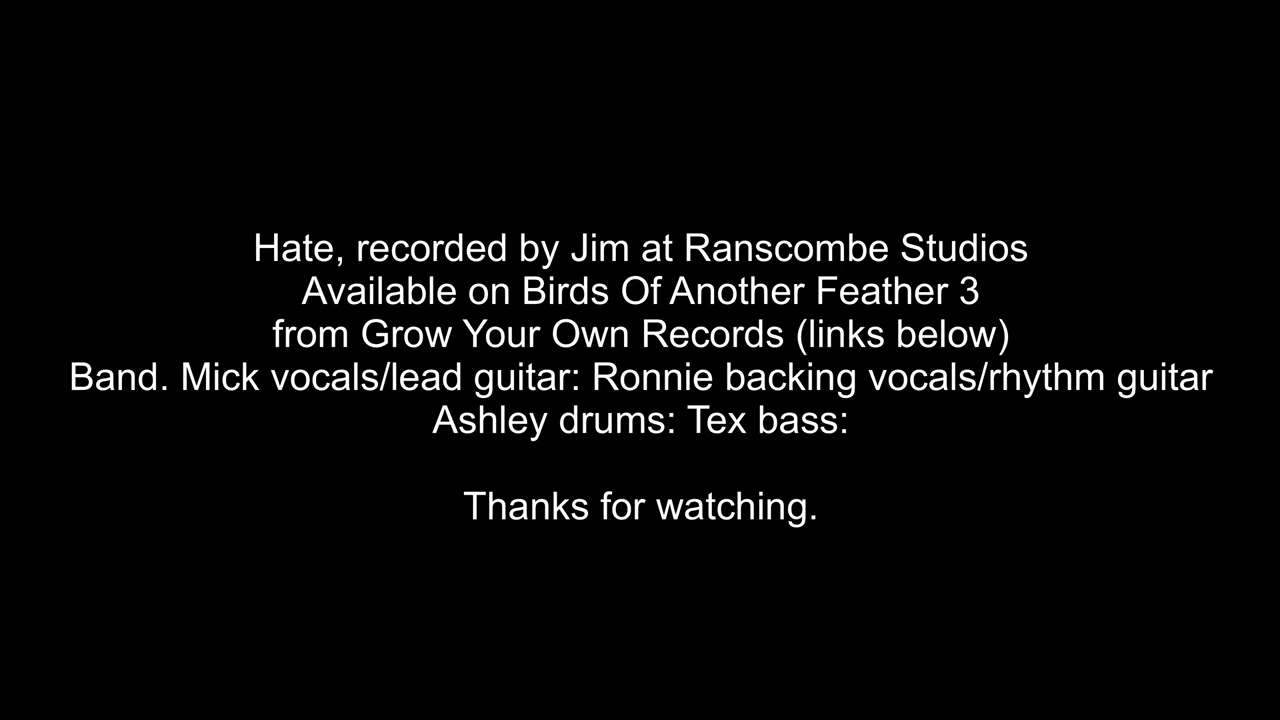 Hate, recorded by Jim at Ranscombe Studios
Available on Birds Of Another Feather 3
from Grow Your Own Records (links below)
Band. Mick vocals/lead guitar: Ronnie backing vocals/rhythm guitar
Ashley drums: Tex bass:
Thanks for watching.